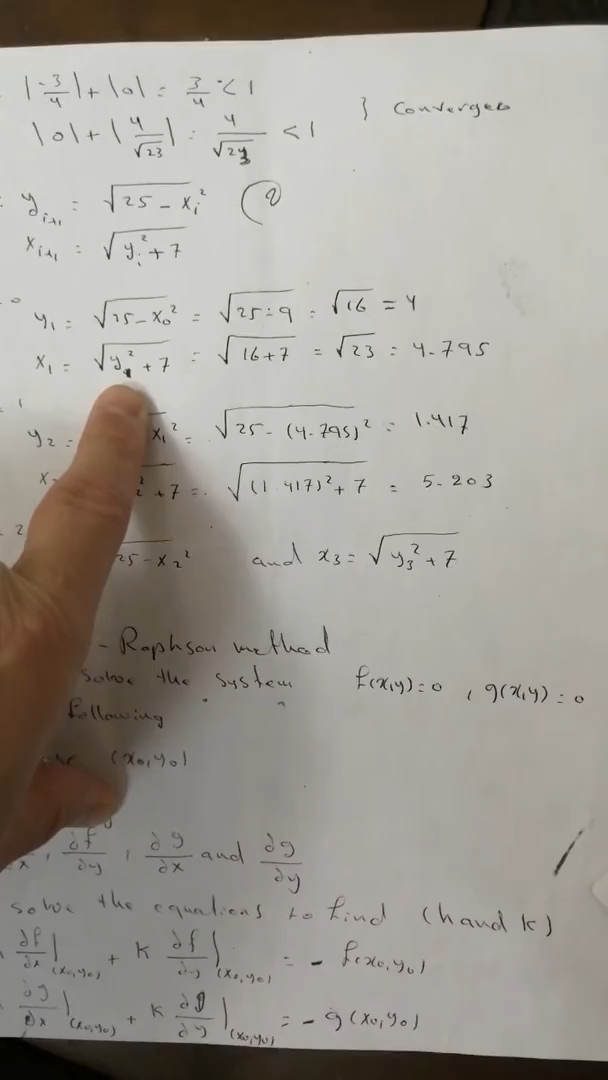 |-3/4| + |0| = 3/4 < 1
} Converges
|0| + |4/√23| = 4/√23 < 1
y_{i+1} = √(25 - x_i²) (2)
x_{i+1} = √(y_i² + 7)
y₁ = √(25 - x₀²) = √(25 - 9) = √16 = 4
x₁ = √(y₁² + 7) = √(16 + 7) = √23 = 4.795
y₂ = x₁² = √(25 - (4.795)²) = 1.417
x ² + 7 = √((1.417)² + 7) = 5.203
25 - x₂² and x₃ = √(y₃² + 7)
- Raphson method
solve the system f(x,y)=0 , g(x,y)=0
following
(x₀,y₀)
∂f/∂y , ∂g/∂x and ∂g/∂y
solve the equations to find (h and k)
∂f/∂x|(x₀,y₀) + k ∂f/∂y|(x₀,y₀) = - f(x₀,y₀)
∂g/∂x|(x₀,y₀) + k ∂g/∂y|(x₀,y₀) = - g(x₀,y₀)